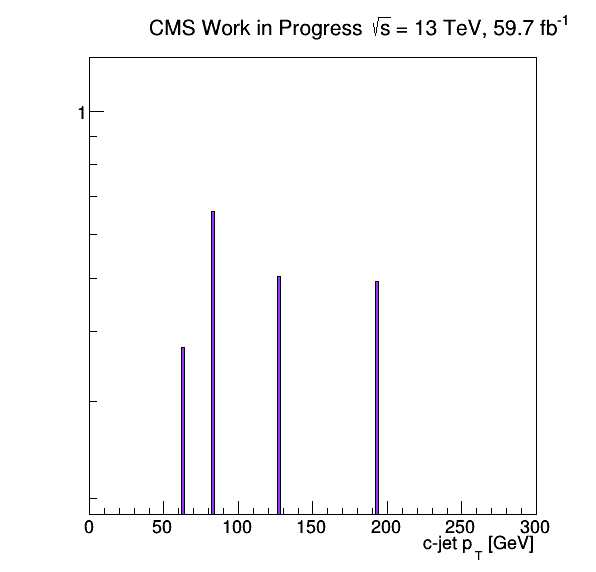 CMS Work in Progress √s = 13 TeV, 59.7 fb⁻¹
1
0 50 100 150 200 250 300
c-jet p_T [GeV]